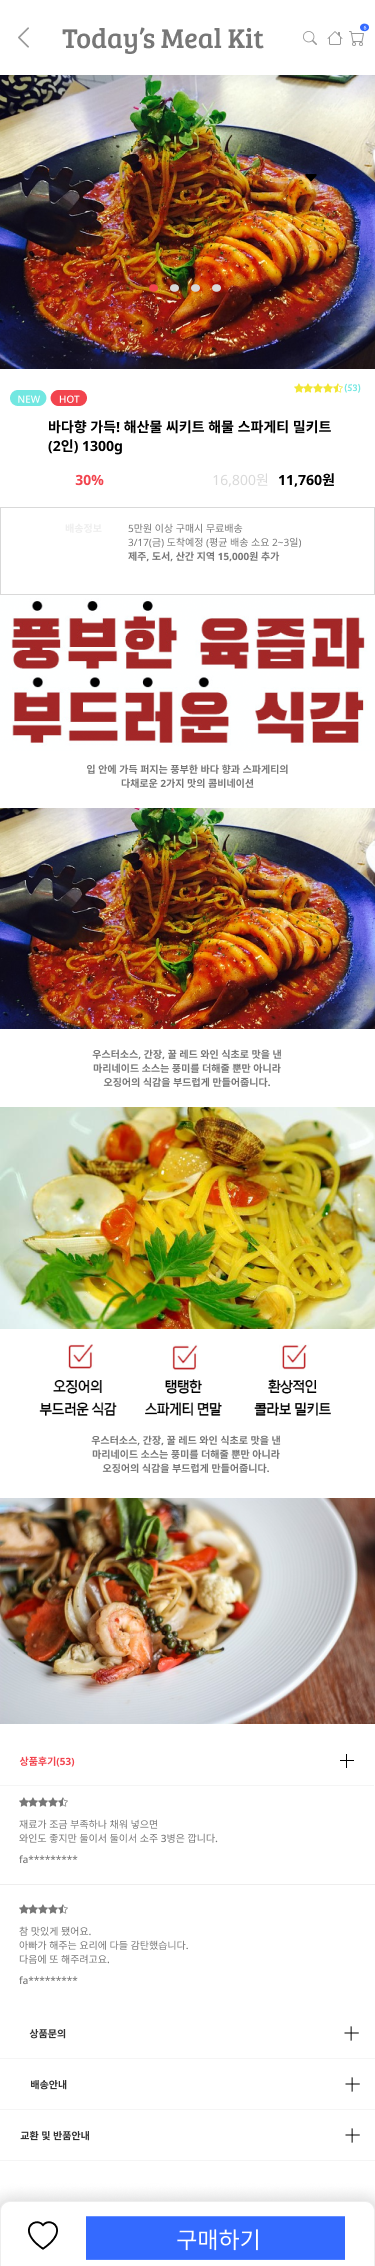 Today's Meal Kit
NEW HOT (53)
바다향 가득! 해산물 씨키트 해물 스파게티 밀키트
(2인) 1300g
30% 16,800원 11,760원
배송정보 5만원 이상 구매시 무료배송
3/17(금) 도착예정 (평균 배송 소요 2~3일)
제주, 도서, 산간 지역 15,000원 추가
풍부한 육즙과
부드러운 식감
입 안에 가득 퍼지는 풍부한 바다 향과 스파게티의
다채로운 2가지 맛의 콤비네이션
우스터소스, 간장, 꿀 레드 와인 식초로 맛을 낸
마리네이드 소스는 풍미를 더해줄 뿐만 아니라
오징어의 식감을 부드럽게 만들어줍니다.
오징어의 탱탱한 환상적인
부드러운 식감 스파게티 면말 콜라보 밀키트
우스터소스, 간장, 꿀 레드 와인 식초로 맛을 낸
마리네이드 소스는 풍미를 더해줄 뿐만 아니라
오징어의 식감을 부드럽게 만들어줍니다.
상품후기(53)
재료가 조금 부족하나 채워 넣으면
와인도 좋지만 둘이서 둘이서 소주 3병은 깝니다.
fa*********
참 맛있게 됐어요.
아빠가 해주는 요리에 다들 감탄했습니다.
다음에 또 해주려고요.
fa*********
상품문의
배송안내
교환 및 반품안내
구매하기